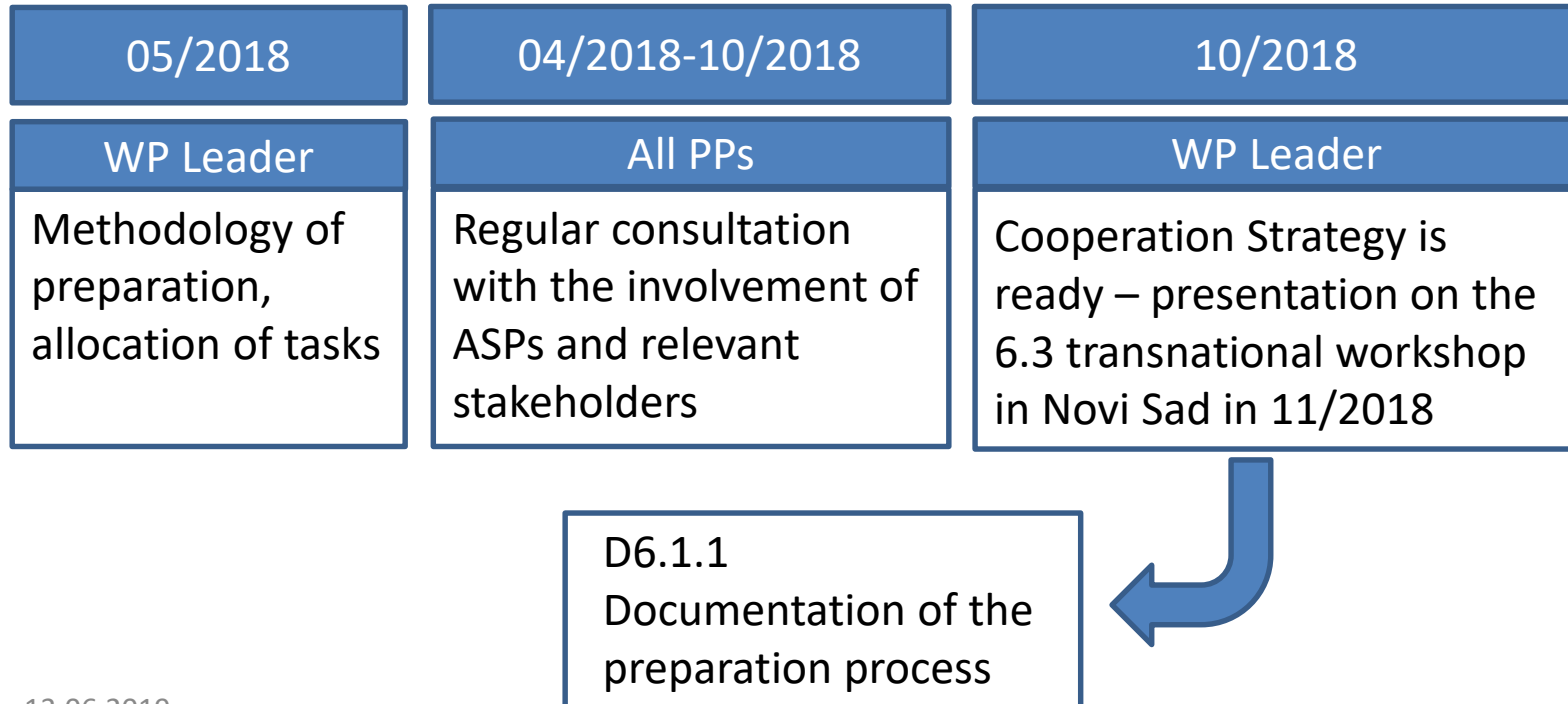 05/2018
04/2018-10/2018
10/2018
WP Leader
All PPs
WP Leader
Methodology of
preparation,
allocation of tasks
Regular consultation
with the involvement of
ASPs and relevant
stakeholders
Cooperation Strategy is
ready – presentation on the
6.3 transnational workshop
in Novi Sad in 11/2018
D6.1.1
Documentation of the
preparation process